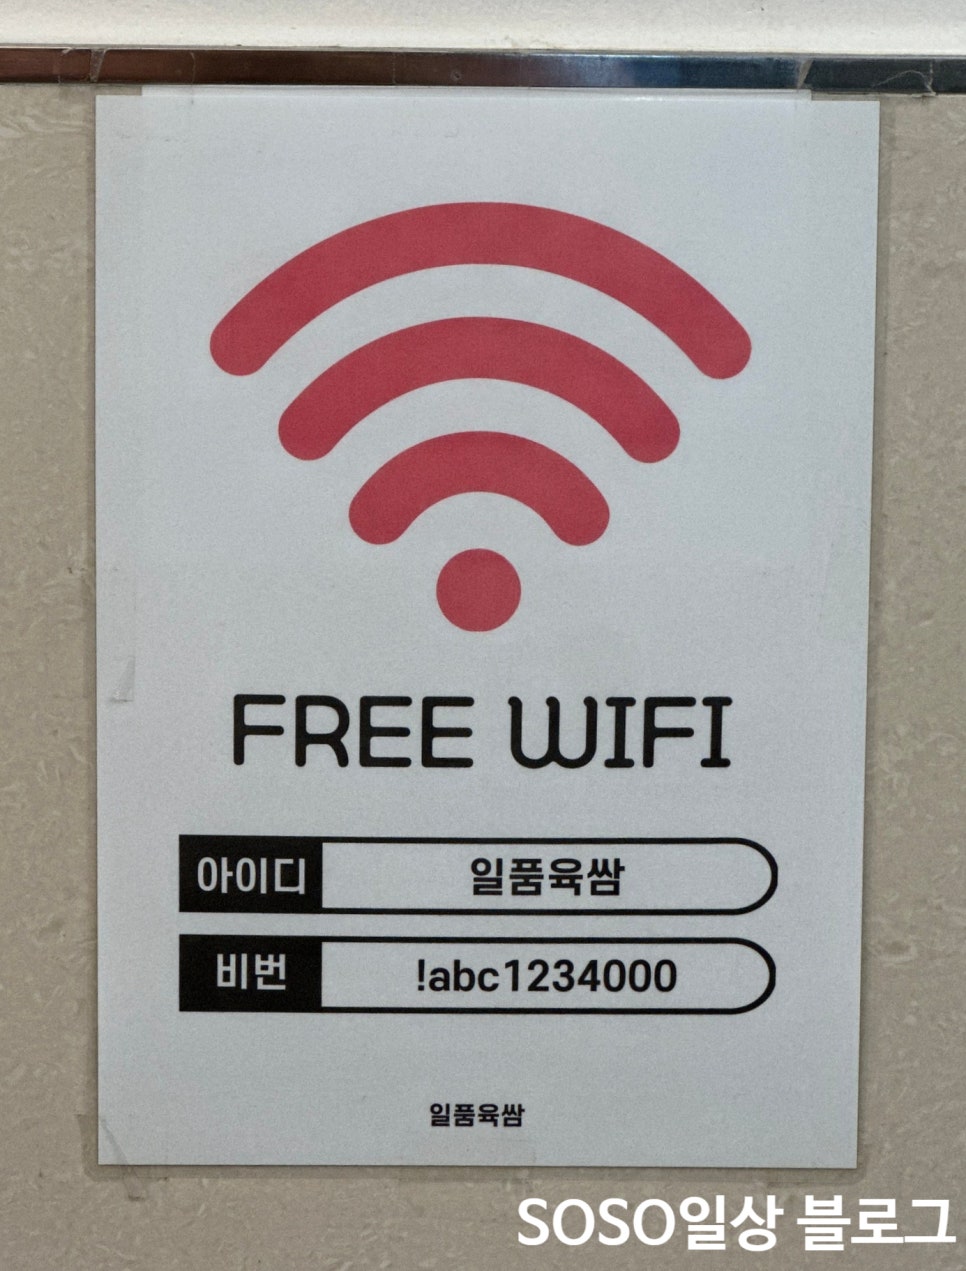 FREE WIFI
아이디 일품육쌈
비번 !abc1234000
일품육쌈
SOSO일상 블로그